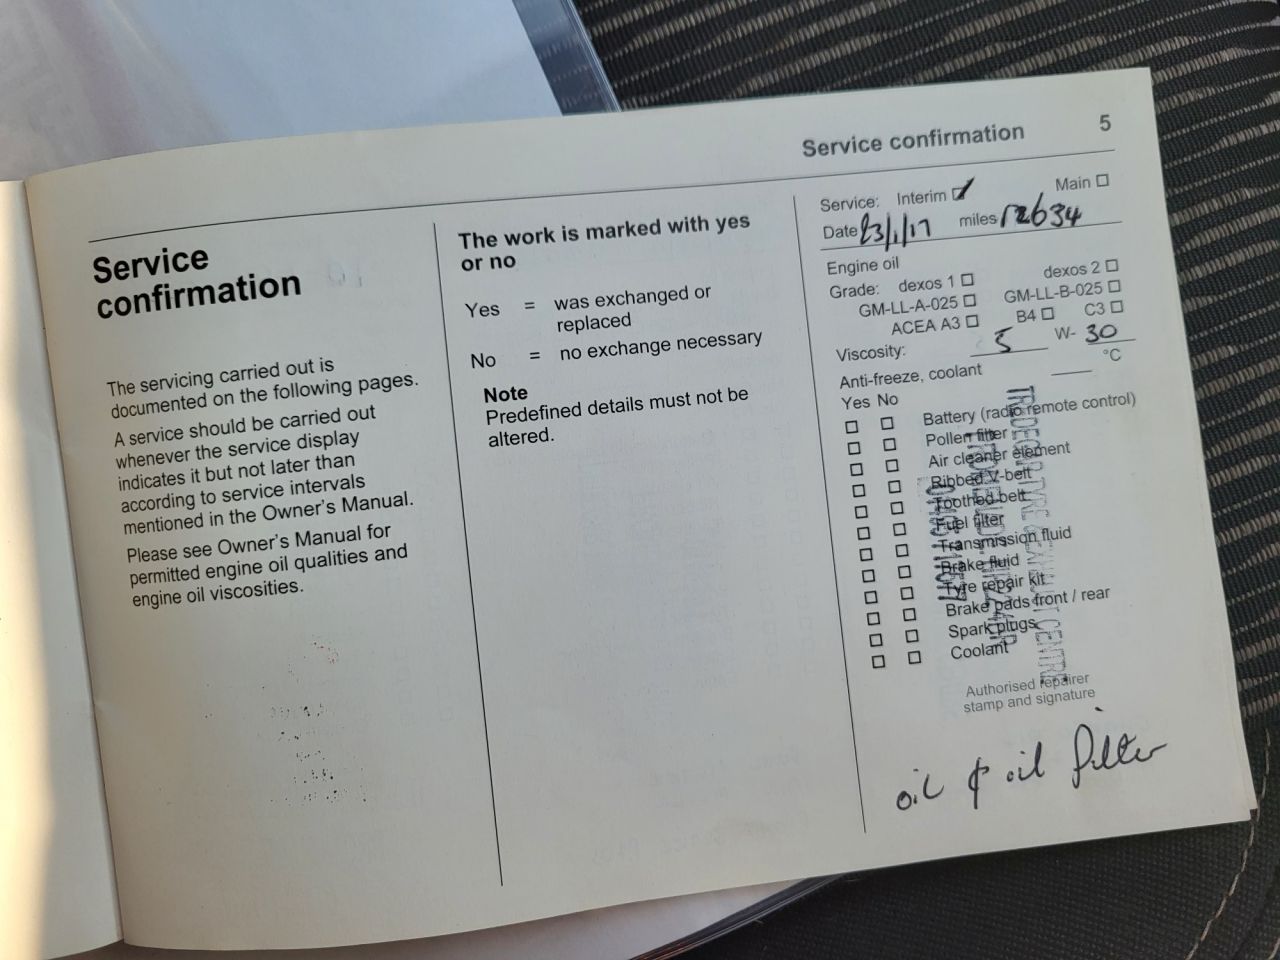 Service confirmation 5
Service
confirmation
The servicing carried out is
documented on the following pages.
A service should be carried out
whenever the service display
indicates it but not later than
according to service intervals
mentioned in the Owner's Manual.
Please see Owner's Manual for
permitted engine oil qualities and
engine oil viscosities.
The work is marked with yes
or no
Yes = was exchanged or
replaced
No = no exchange necessary
Note
Predefined details must not be
altered.
Service: Interim Main
Date 23/1/17 miles 12634
Engine oil
Grade: dexos 1 dexos 2
GM-LL-A-025 GM-LL-B-025
ACEA A3 B4 C3
Viscosity: 5 W- 30
Anti-freeze, coolant °C
Yes No
Battery (radio remote control)
Pollen filter
Air cleaner element
Ribbed V-belt
Toothed belt
Fuel filter
Transmission fluid
Brake fluid
Tyre repair kit
Brake pads front / rear
Spark plugs
Coolant
TREDEGAR TYRE & EXHAUST CENTRE
Authorised repairer
stamp and signature
oil & oil filter